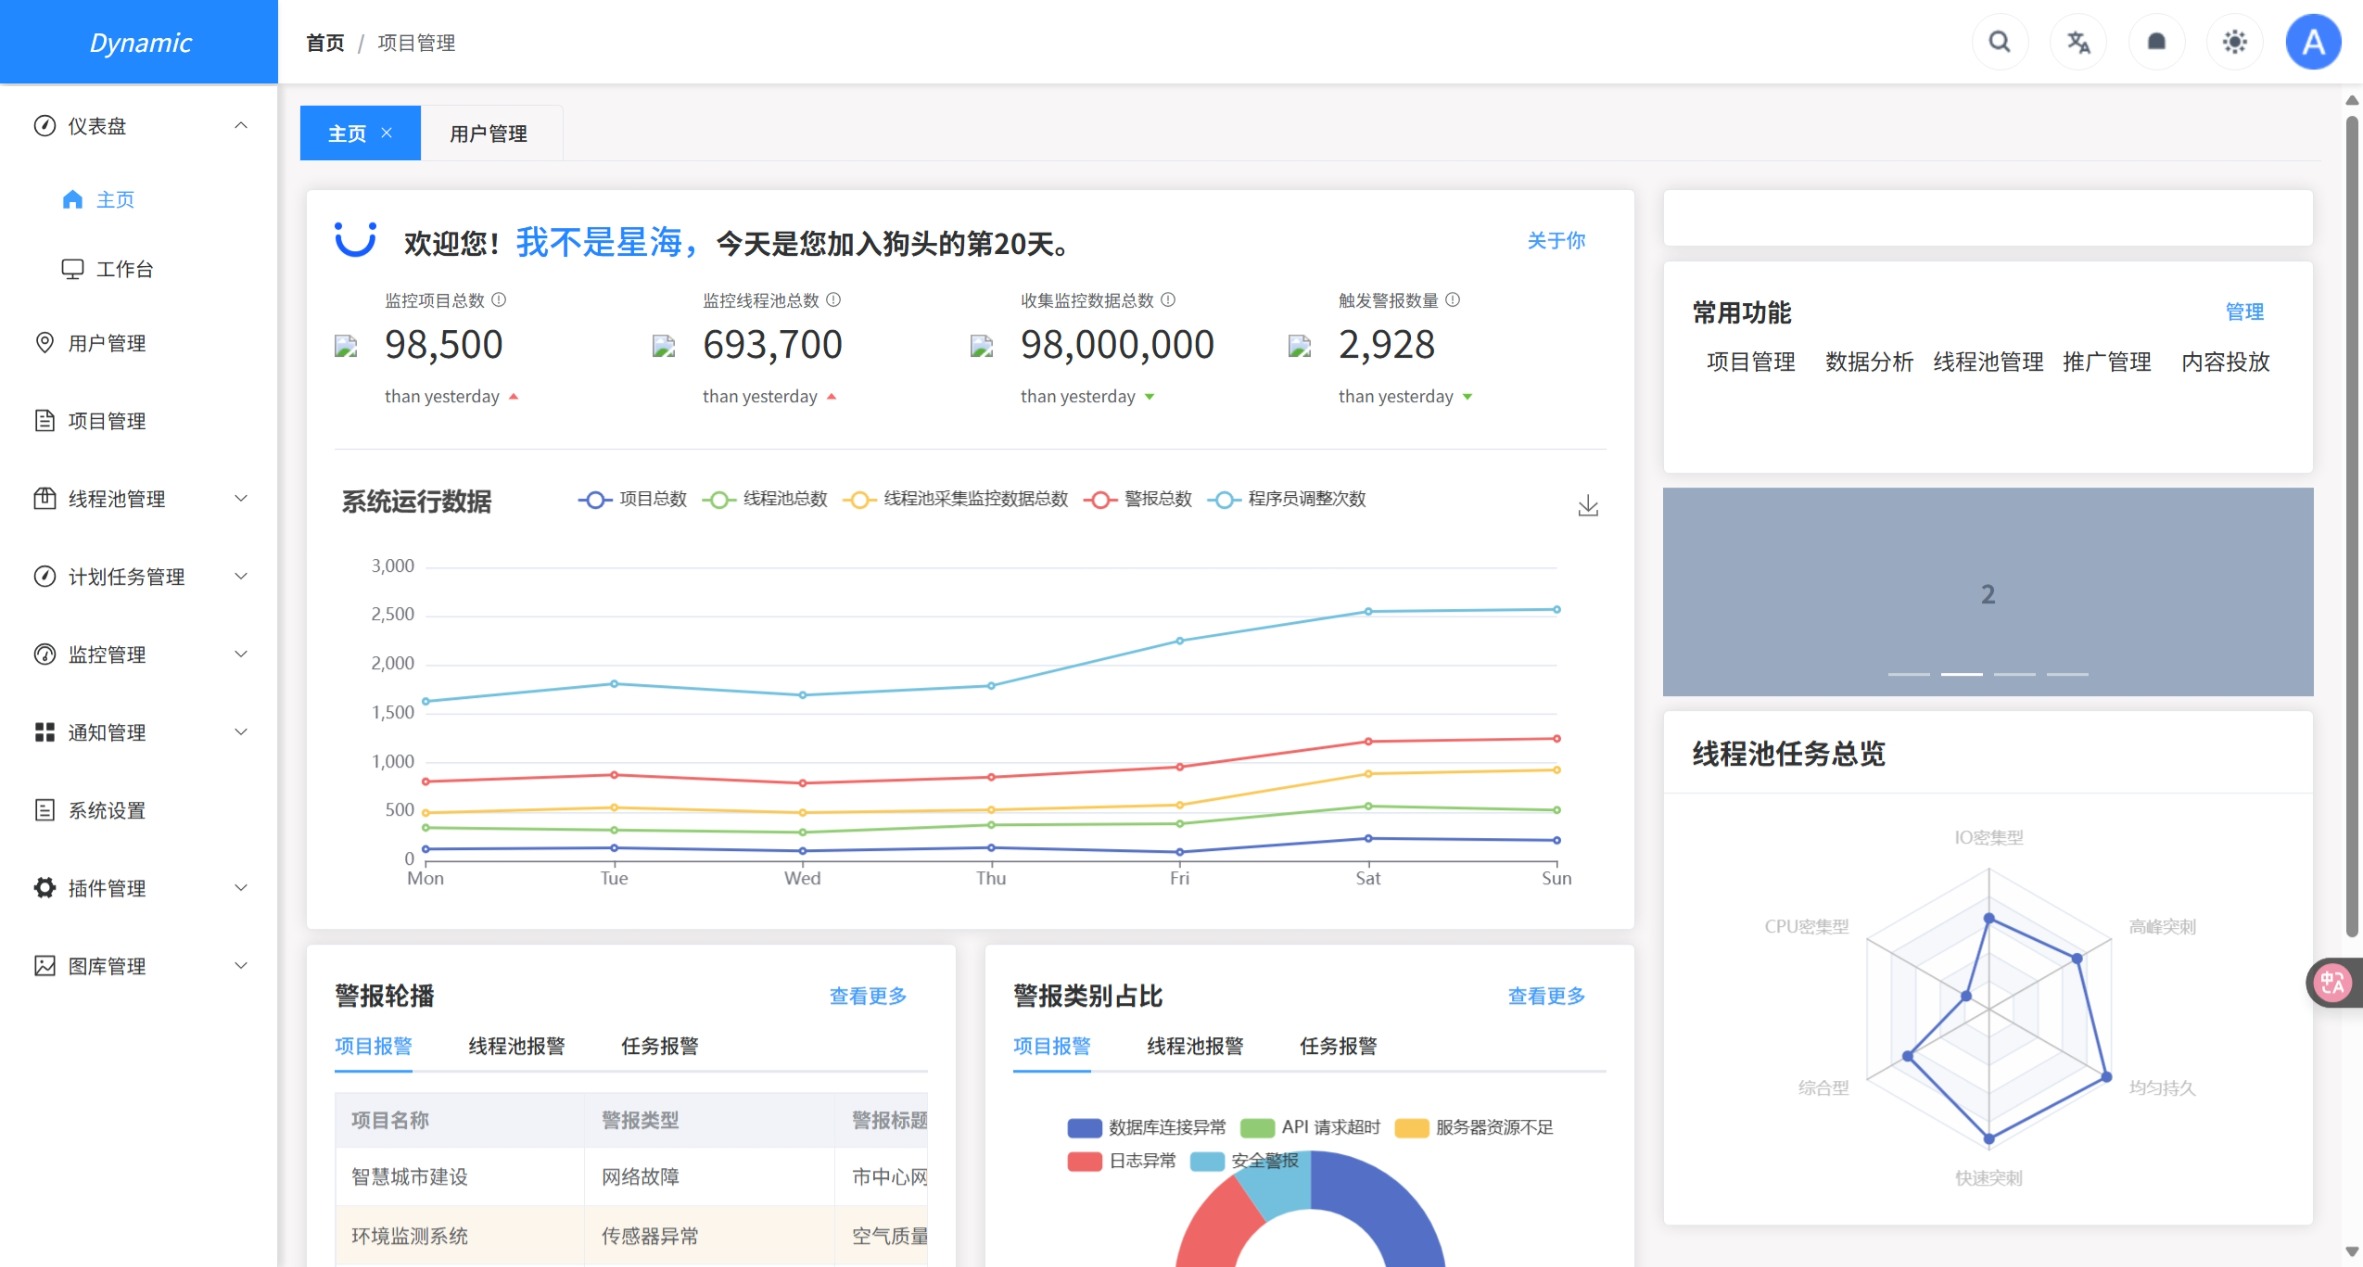 Dynamic
首页 / 项目管理
A
仪表盘
主页
工作台
用户管理
项目管理
线程池管理
计划任务管理
监控管理
通知管理
系统设置
插件管理
图库管理
主页 ×
用户管理
欢迎您！我不是星海，今天是您加入狗头的第20天。
关于你
监控项目总数
98,500
than yesterday
监控线程池总数
693,700
than yesterday
收集监控数据总数
98,000,000
than yesterday
触发警报数量
2,928
than yesterday
系统运行数据
项目总数 线程池总数 线程池采集监控数据总数 警报总数 程序员调整次数
3,000
2,500
2,000
1,500
1,000
500
0
Mon Tue Wed Thu Fri Sat Sun
警报轮播
查看更多
项目报警 线程池报警 任务报警
项目名称 警报类型 警报标题
智慧城市建设 网络故障 市中心网
环境监测系统 传感器异常 空气质量
警报类别占比
查看更多
项目报警 线程池报警 任务报警
数据库连接异常 API 请求超时 服务器资源不足
日志异常 安全警报
常用功能
管理
项目管理 数据分析 线程池管理 推广管理 内容投放
2
线程池任务总览
IO密集型
CPU密集型
高峰突刺
综合型
均匀持久
快速突刺
中A